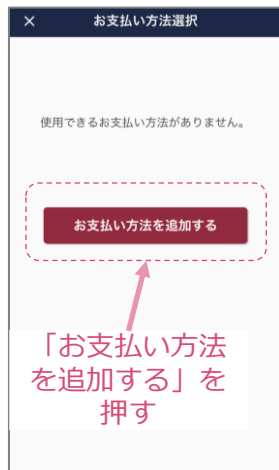 × お支払い方法選択
使用できるお支払い方法がありません。
お支払い方法を追加する
「お支払い方法
を追加する」を
押す